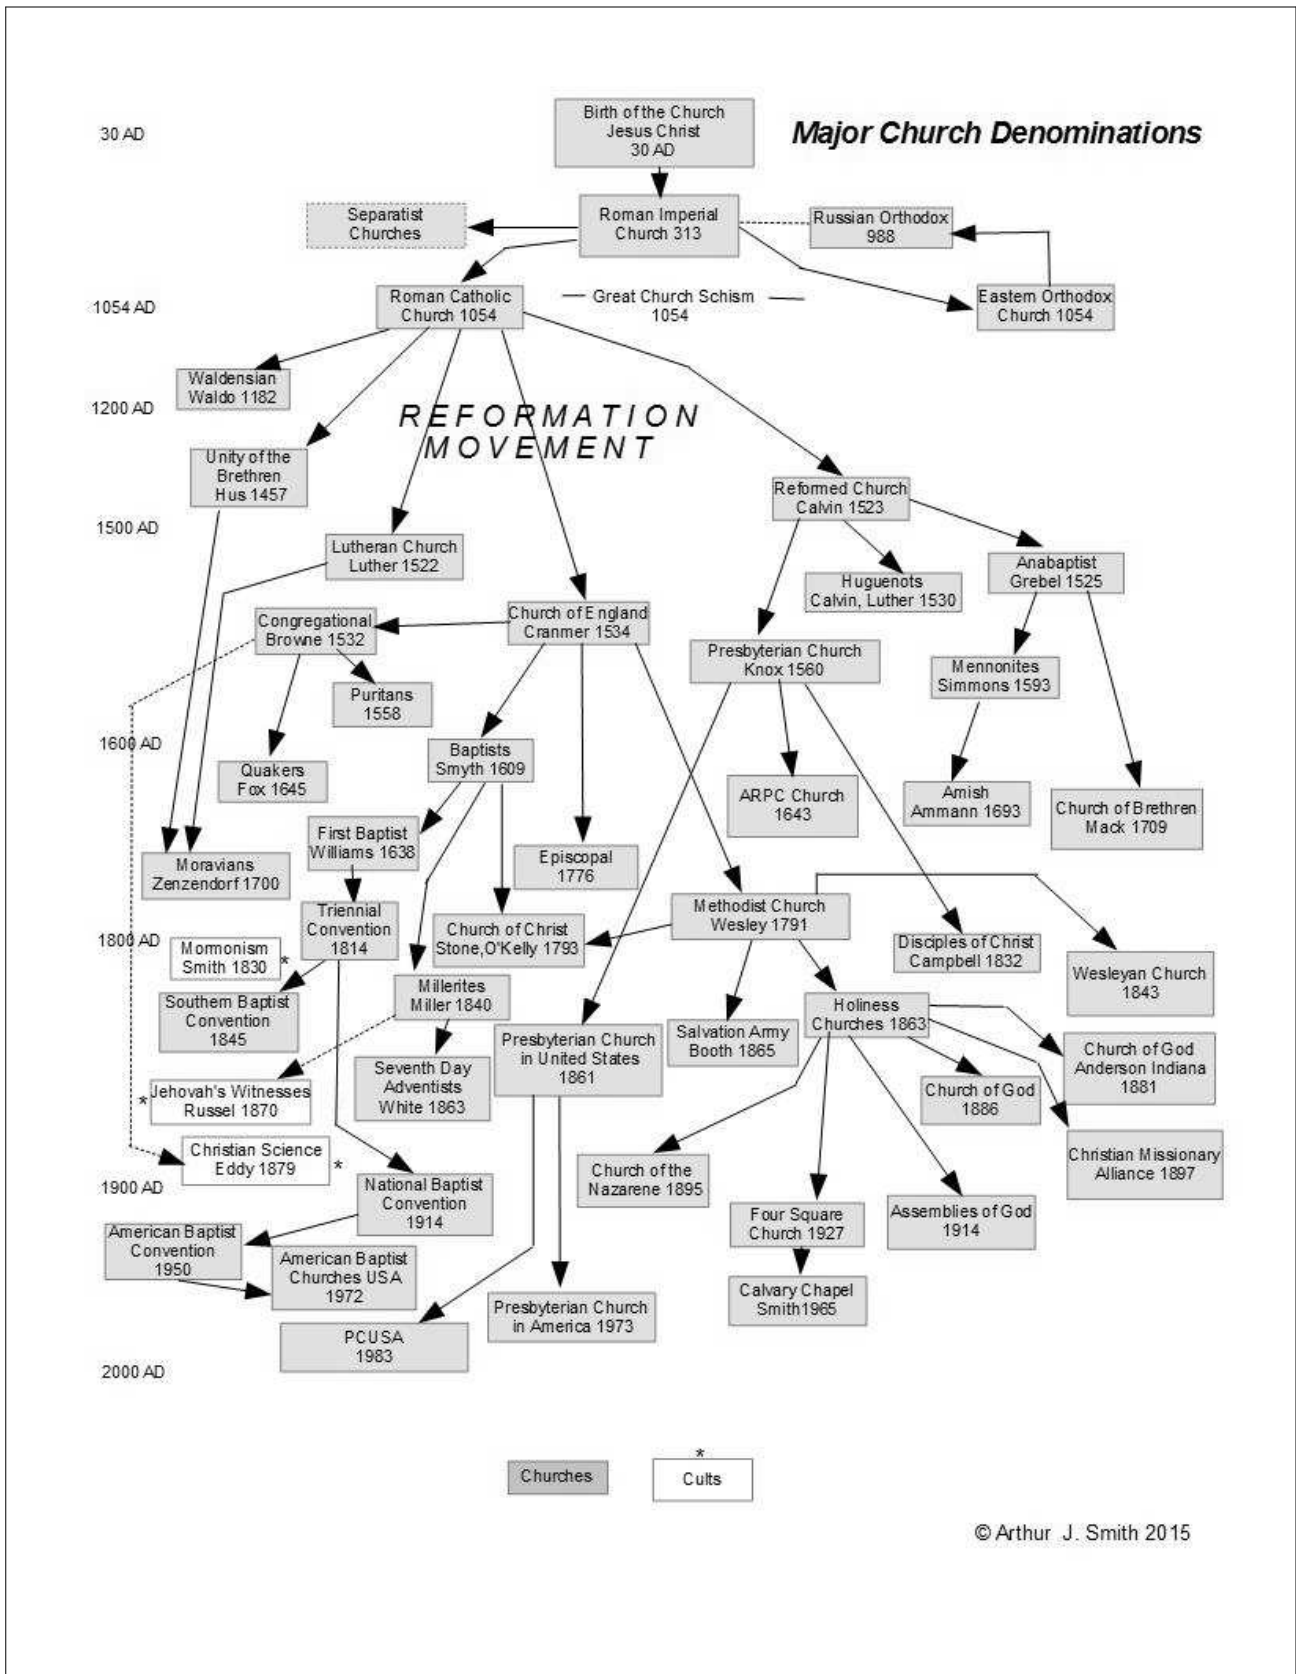 Major Church Denominations
30 AD
Birth of the Church
Jesus Christ
30 AD
Separatist
Churches
Roman Imperial
Church 313
Russian Orthodox
988
1054 AD
Roman Catholic
Church 1054
Great Church Schism
1054
Eastern Orthodox
Church 1054
Waldensian
Waldo 1182
1200 AD
REFORMATION
MOVEMENT
Unity of the
Brethren
Hus 1457
Reformed Church
Calvin 1523
1500 AD
Lutheran Church
Luther 1522
Huguenots
Calvin, Luther 1530
Anabaptist
Grebel 1525
Congregational
Browne 1532
Church of England
Cranmer 1534
Presbyterian Church
Knox 1560
Mennonites
Simmons 1593
Puritans
1558
1600 AD
Quakers
Fox 1645
Baptists
Smyth 1609
ARPC Church
1643
Amish
Ammann 1693
Church of Brethren
Mack 1709
First Baptist
Williams 1638
Moravians
Zenzendorf 1700
Episcopal
1776
Triennial
Convention
1814
Church of Christ
Stone,O'Kelly 1793
Methodist Church
Wesley 1791
1800 AD
Mormonism
Smith 1830
*
Disciples of Christ
Campbell 1832
Wesleyan Church
1843
Southern Baptist
Convention
1845
Millerites
Miller 1840
Presbyterian Church
in United States
1861
Salvation Army
Booth 1865
Holiness
Churches 1863
Church of God
Anderson Indiana
1881
Seventh Day
Adventists
White 1863
*
Jehovah's Witnesses
Russel 1870
Church of God
1886
Christian Science
Eddy 1879
*
Christian Missionary
Alliance 1897
1900 AD
National Baptist
Convention
1914
Church of the
Nazarene 1895
Four Square
Church 1927
Assemblies of God
1914
American Baptist
Convention
1950
American Baptist
Churches USA
1972
Calvary Chapel
Smith1965
PCUSA
1983
Presbyterian Church
in America 1973
2000 AD
Churches
*
Cults
© Arthur J. Smith 2015